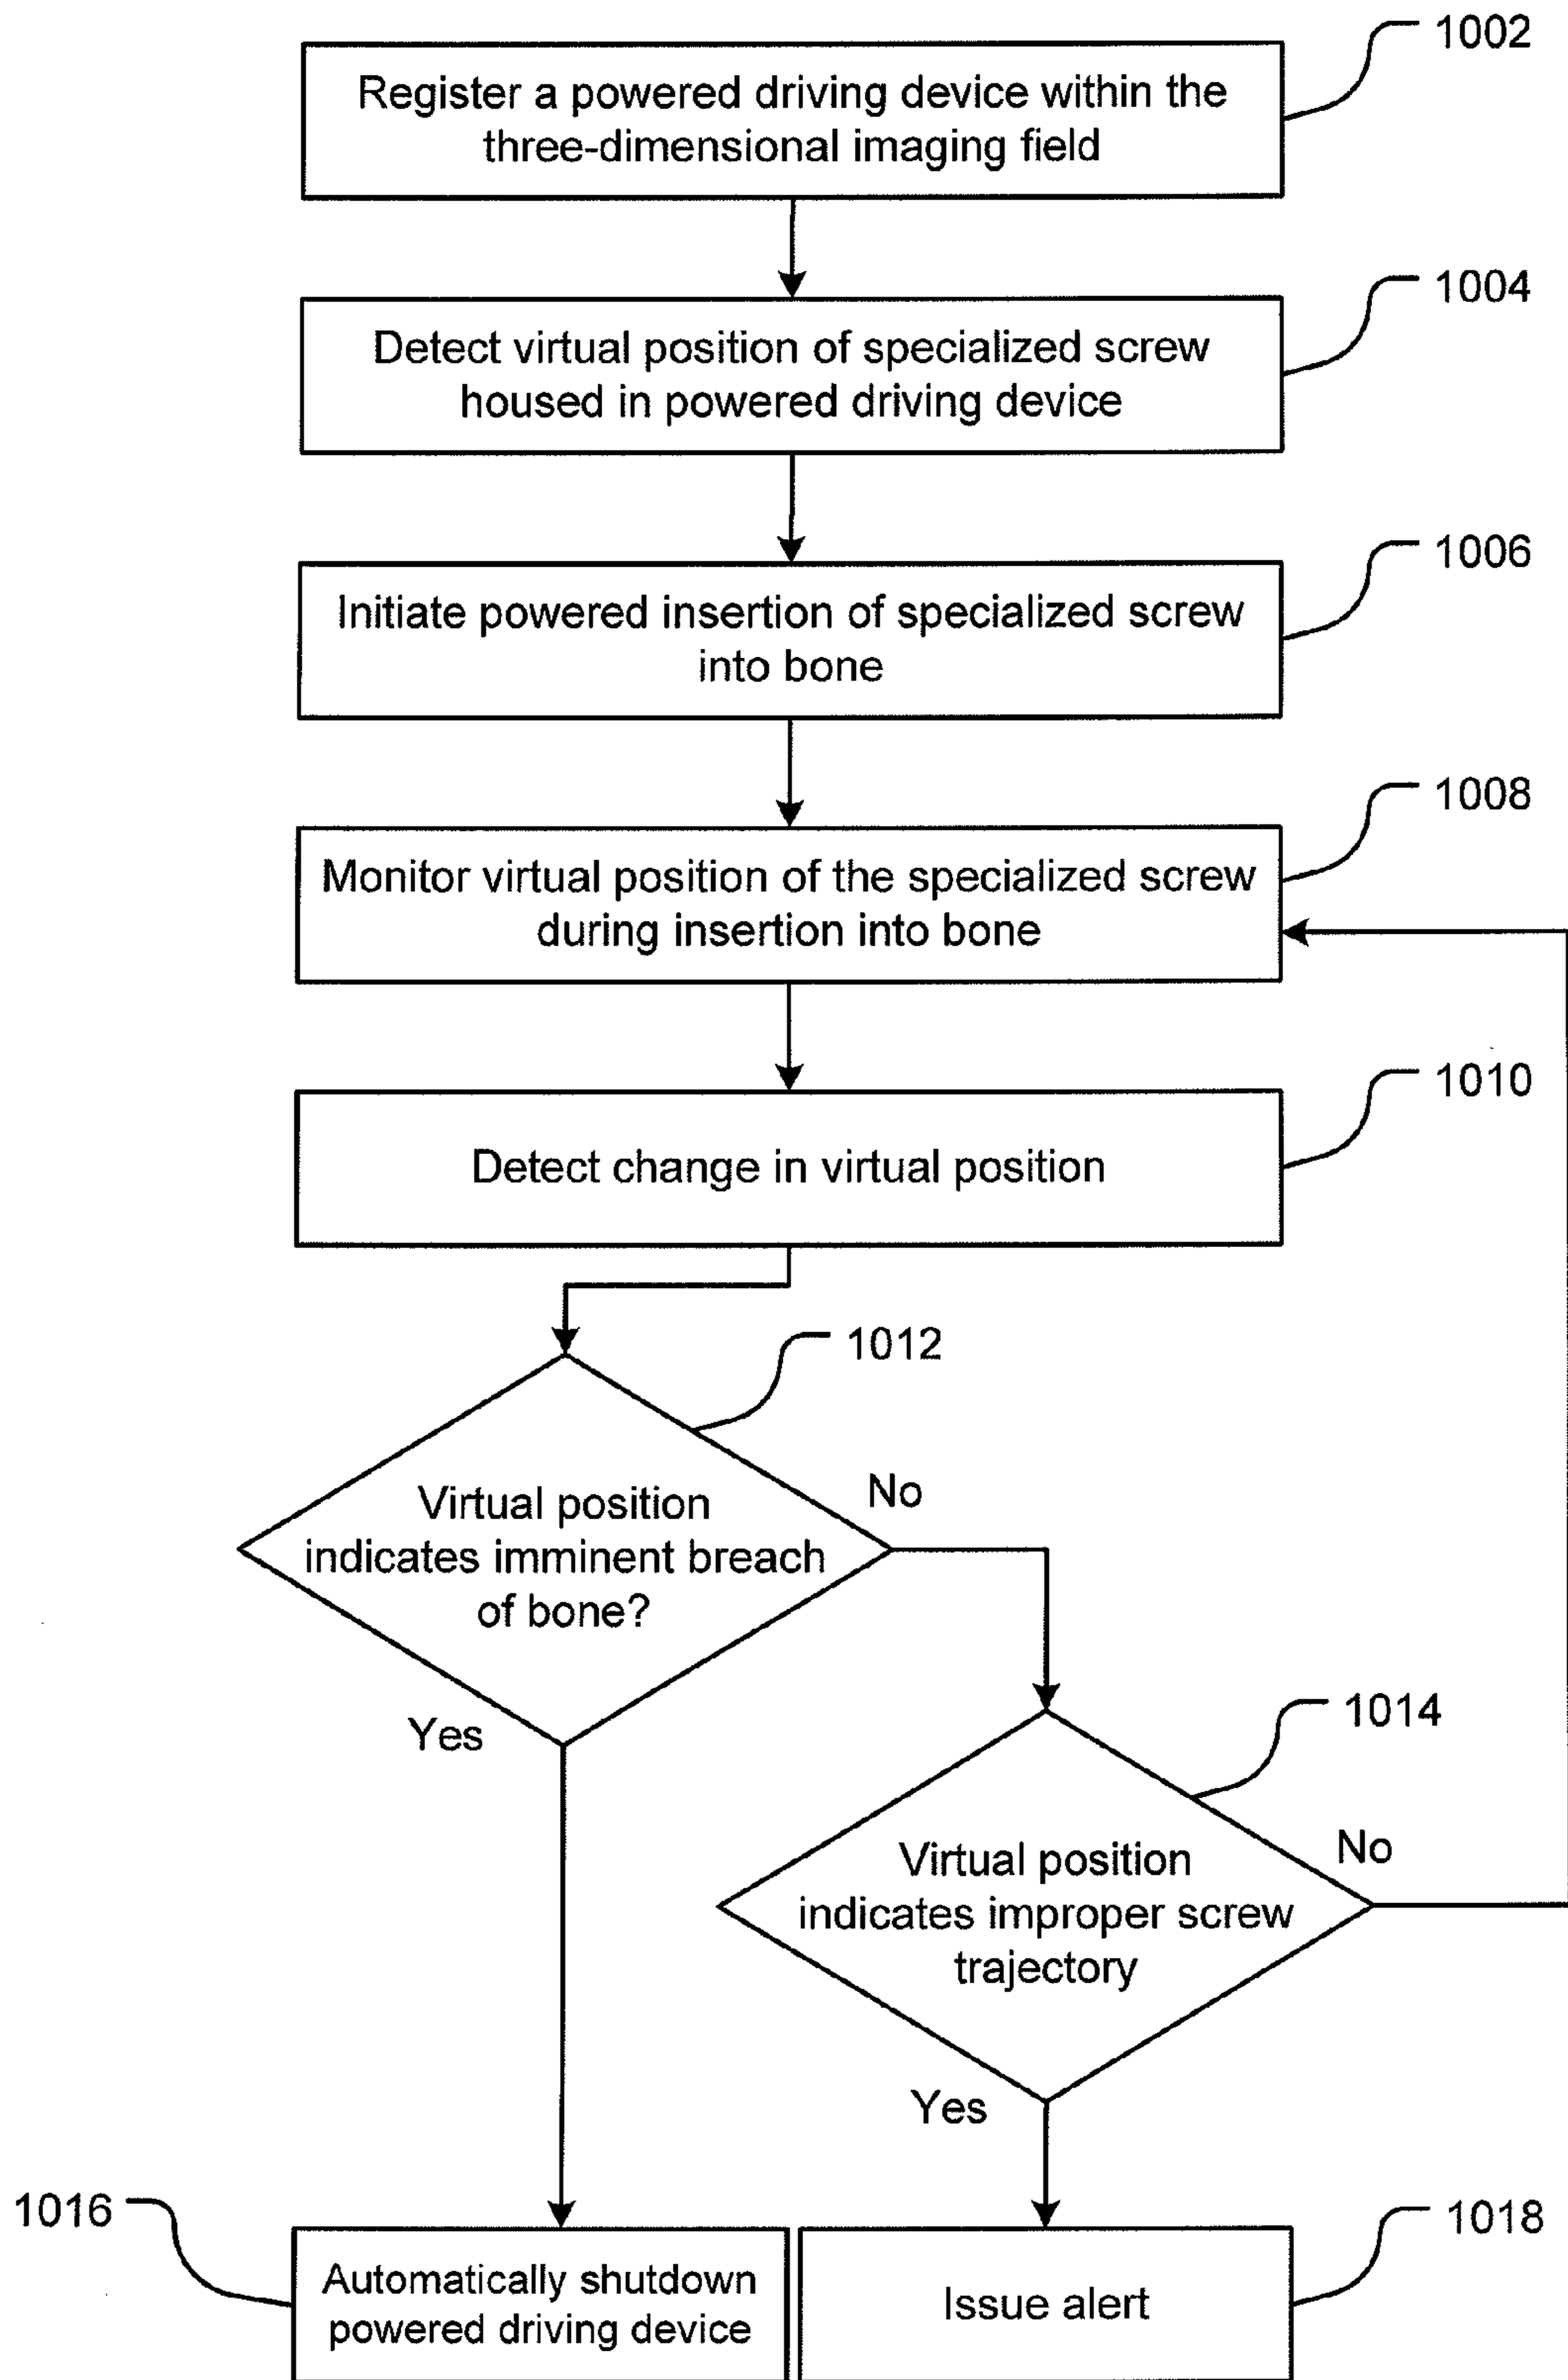 1002
Register a powered driving device within the
three-dimensional imaging field
1004
Detect virtual position of specialized screw
housed in powered driving device
1006
Initiate powered insertion of specialized screw
into bone
1008
Monitor virtual position of the specialized screw
during insertion into bone
1010
Detect change in virtual position
1012
Virtual position
indicates imminent breach
of bone?
No
Yes
1014
Virtual position
indicates improper screw
trajectory
No
Yes
1016
Automatically shutdown
powered driving device
1018
Issue alert